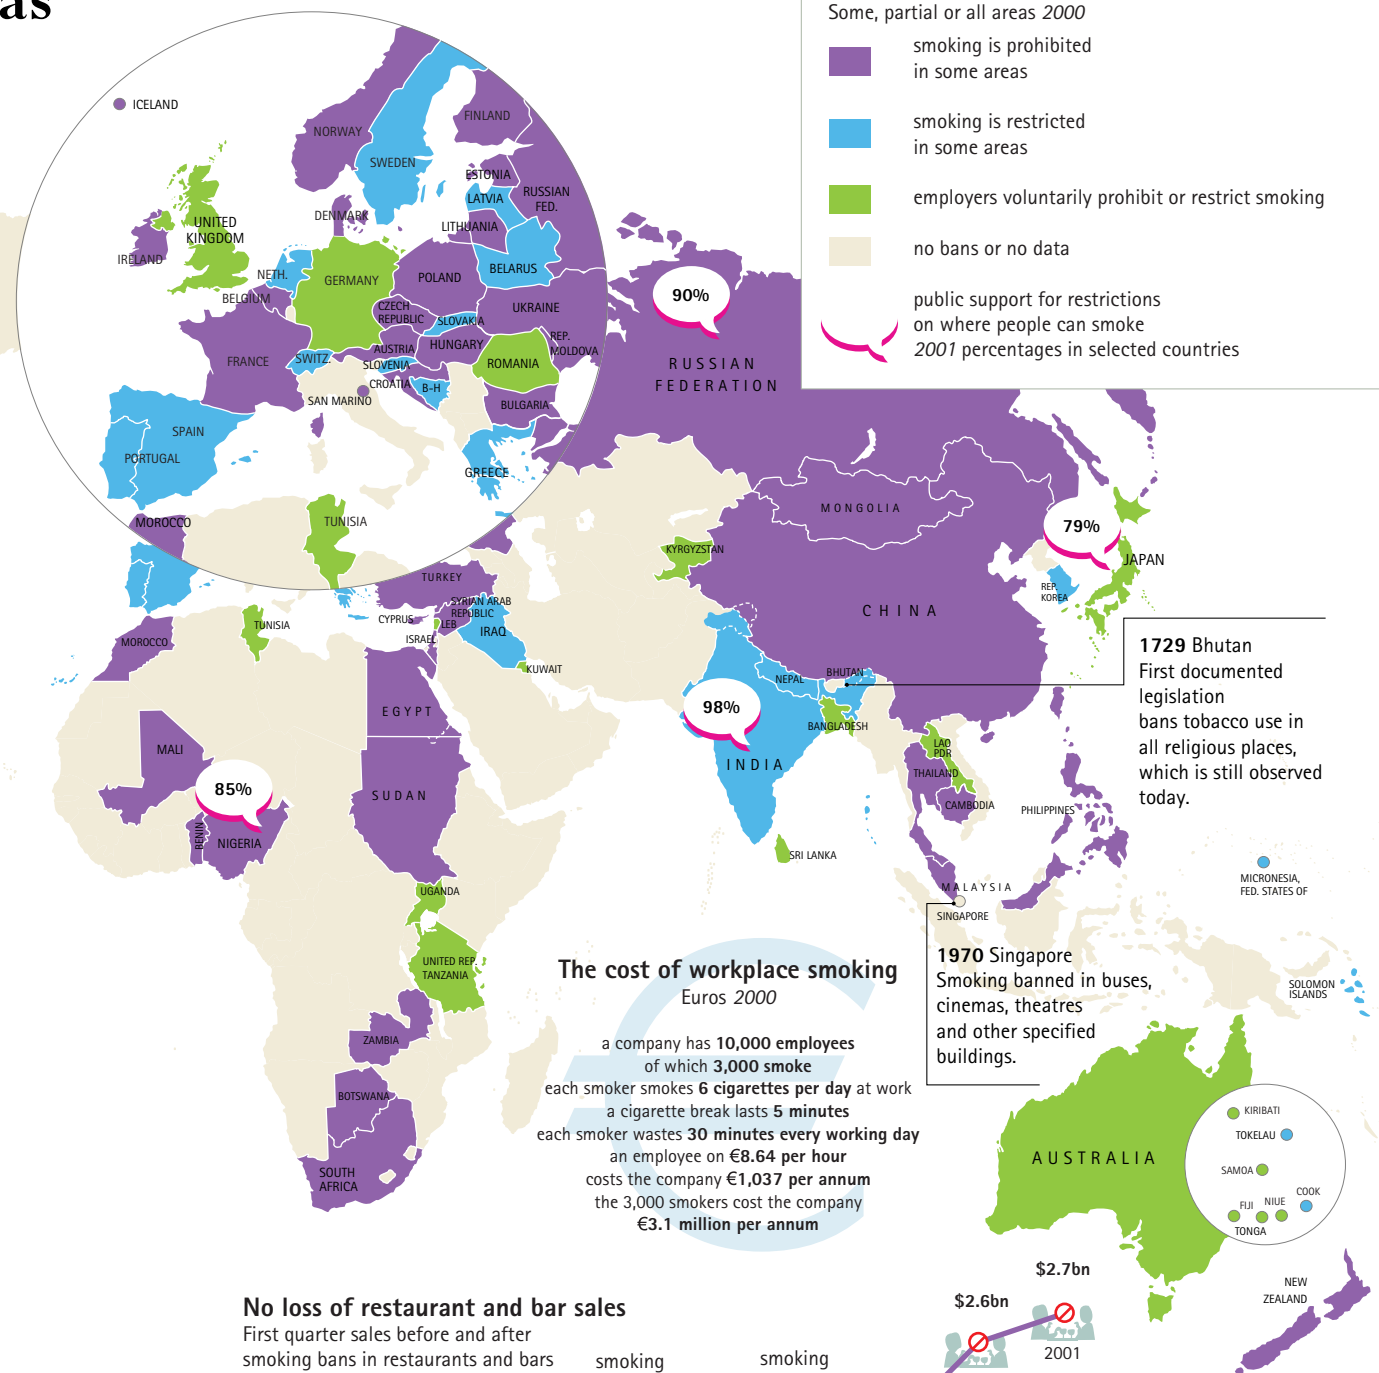 as
Some, partial or all areas 2000
smoking is prohibited
in some areas
smoking is restricted
in some areas
employers voluntarily prohibit or restrict smoking
no bans or no data
public support for restrictions
on where people can smoke
2001 percentages in selected countries
ICELAND
NORWAY
FINLAND
SWEDEN
ESTONIA
RUSSIAN
FED.
LATVIA
DENMARK
LITHUANIA
UNITED
KINGDOM
IRELAND
NETH.
GERMANY
POLAND
BELARUS
BELGIUM
CZECH
REPUBLIC
UKRAINE
SLOVAKIA
FRANCE
SWITZ.
AUSTRIA
HUNGARY
REP.
MOLDOVA
SLOVENIA
ROMANIA
CROATIA
B-H
SAN MARINO
BULGARIA
SPAIN
PORTUGAL
GREECE
MOROCCO
TUNISIA
90%
RUSSIAN
FEDERATION
MONGOLIA
79%
KYRGYZSTAN
JAPAN
REP.
KOREA
CHINA
TURKEY
SYRIAN ARAB
REPUBLIC
CYPRUS
LEB
IRAQ
ISRAEL
KUWAIT
TUNISIA
MOROCCO
1729 Bhutan
First documented
legislation
bans tobacco use in
all religious places,
which is still observed
today.
BHUTAN
NEPAL
98%
BANGLADESH
INDIA
EGYPT
MALI
85%
SUDAN
BENIN
NIGERIA
LAO
PDR
THAILAND
CAMBODIA
PHILIPPINES
SRI LANKA
MALAYSIA
SINGAPORE
MICRONESIA,
FED. STATES OF
UGANDA
UNITED REP.
TANZANIA
1970 Singapore
Smoking banned in buses,
cinemas, theatres
and other specified
buildings.
SOLOMON
ISLANDS
ZAMBIA
BOTSWANA
SOUTH
AFRICA
The cost of workplace smoking
Euros 2000
a company has 10,000 employees
of which 3,000 smoke
each smoker smokes 6 cigarettes per day at work
a cigarette break lasts 5 minutes
each smoker wastes 30 minutes every working day
an employee on €8.64 per hour
costs the company €1,037 per annum
the 3,000 smokers cost the company
€3.1 million per annum
AUSTRALIA
KIRIBATI
TOKELAU
SAMOA
COOK
FIJI
NIUE
TONGA
NEW
ZEALAND
No loss of restaurant and bar sales
First quarter sales before and after
smoking bans in restaurants and bars
smoking
smoking
$2.6bn
$2.7bn
2001